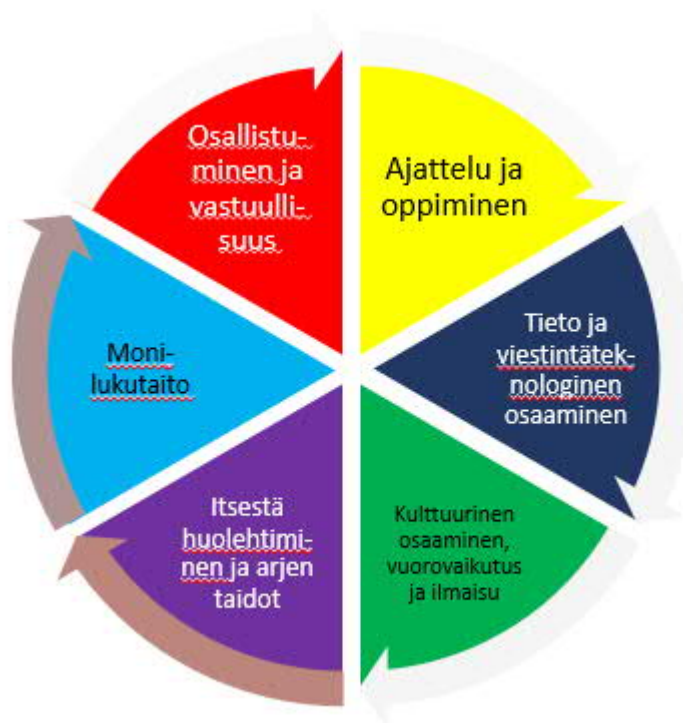 Osallistu-
minen ja
vastuulli-
suus
Ajattelu ja
oppiminen
Tieto ja
viestintätek-
nologinen
osaaminen
Kulttuurinen
osaaminen,
vuorovaikutus
ja ilmaisu
Itsestä
huolehtimi-
nen ja arjen
taidot
Moni-
lukutaito